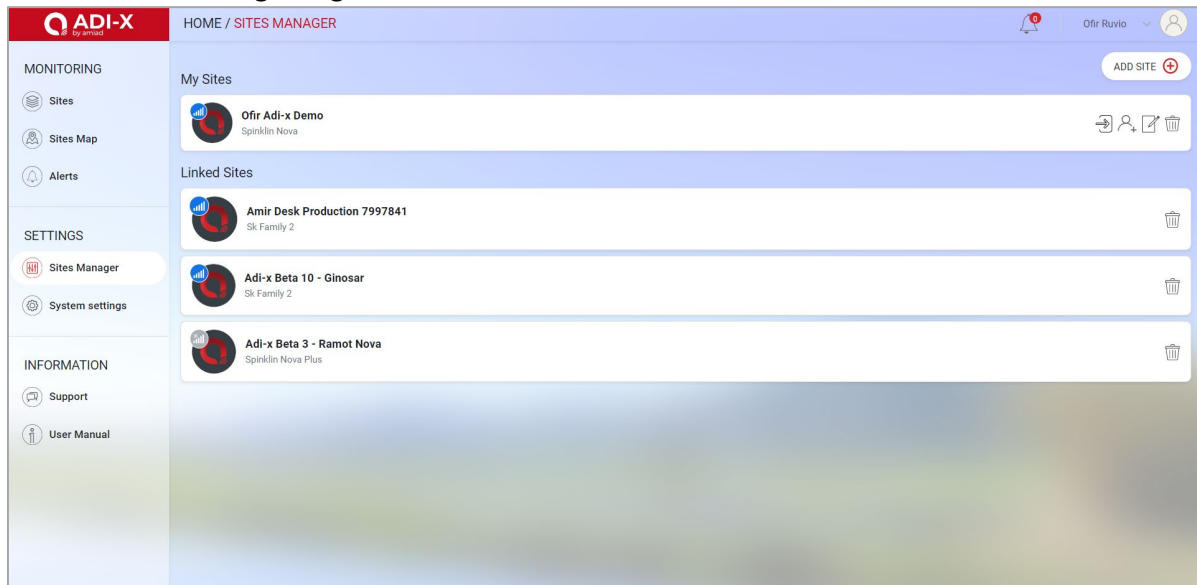 ADI-X
by amiad
HOME / SITES MANAGER
0
Ofir Ruvio
MONITORING
Sites
Sites Map
Alerts
SETTINGS
Sites Manager
System settings
INFORMATION
Support
User Manual
ADD SITE
My Sites
Ofir Adi-x Demo
Spinklin Nova
Linked Sites
Amir Desk Production 7997841
Sk Family 2
Adi-x Beta 10 - Ginosar
Sk Family 2
Adi-x Beta 3 - Ramot Nova
Spinklin Nova Plus